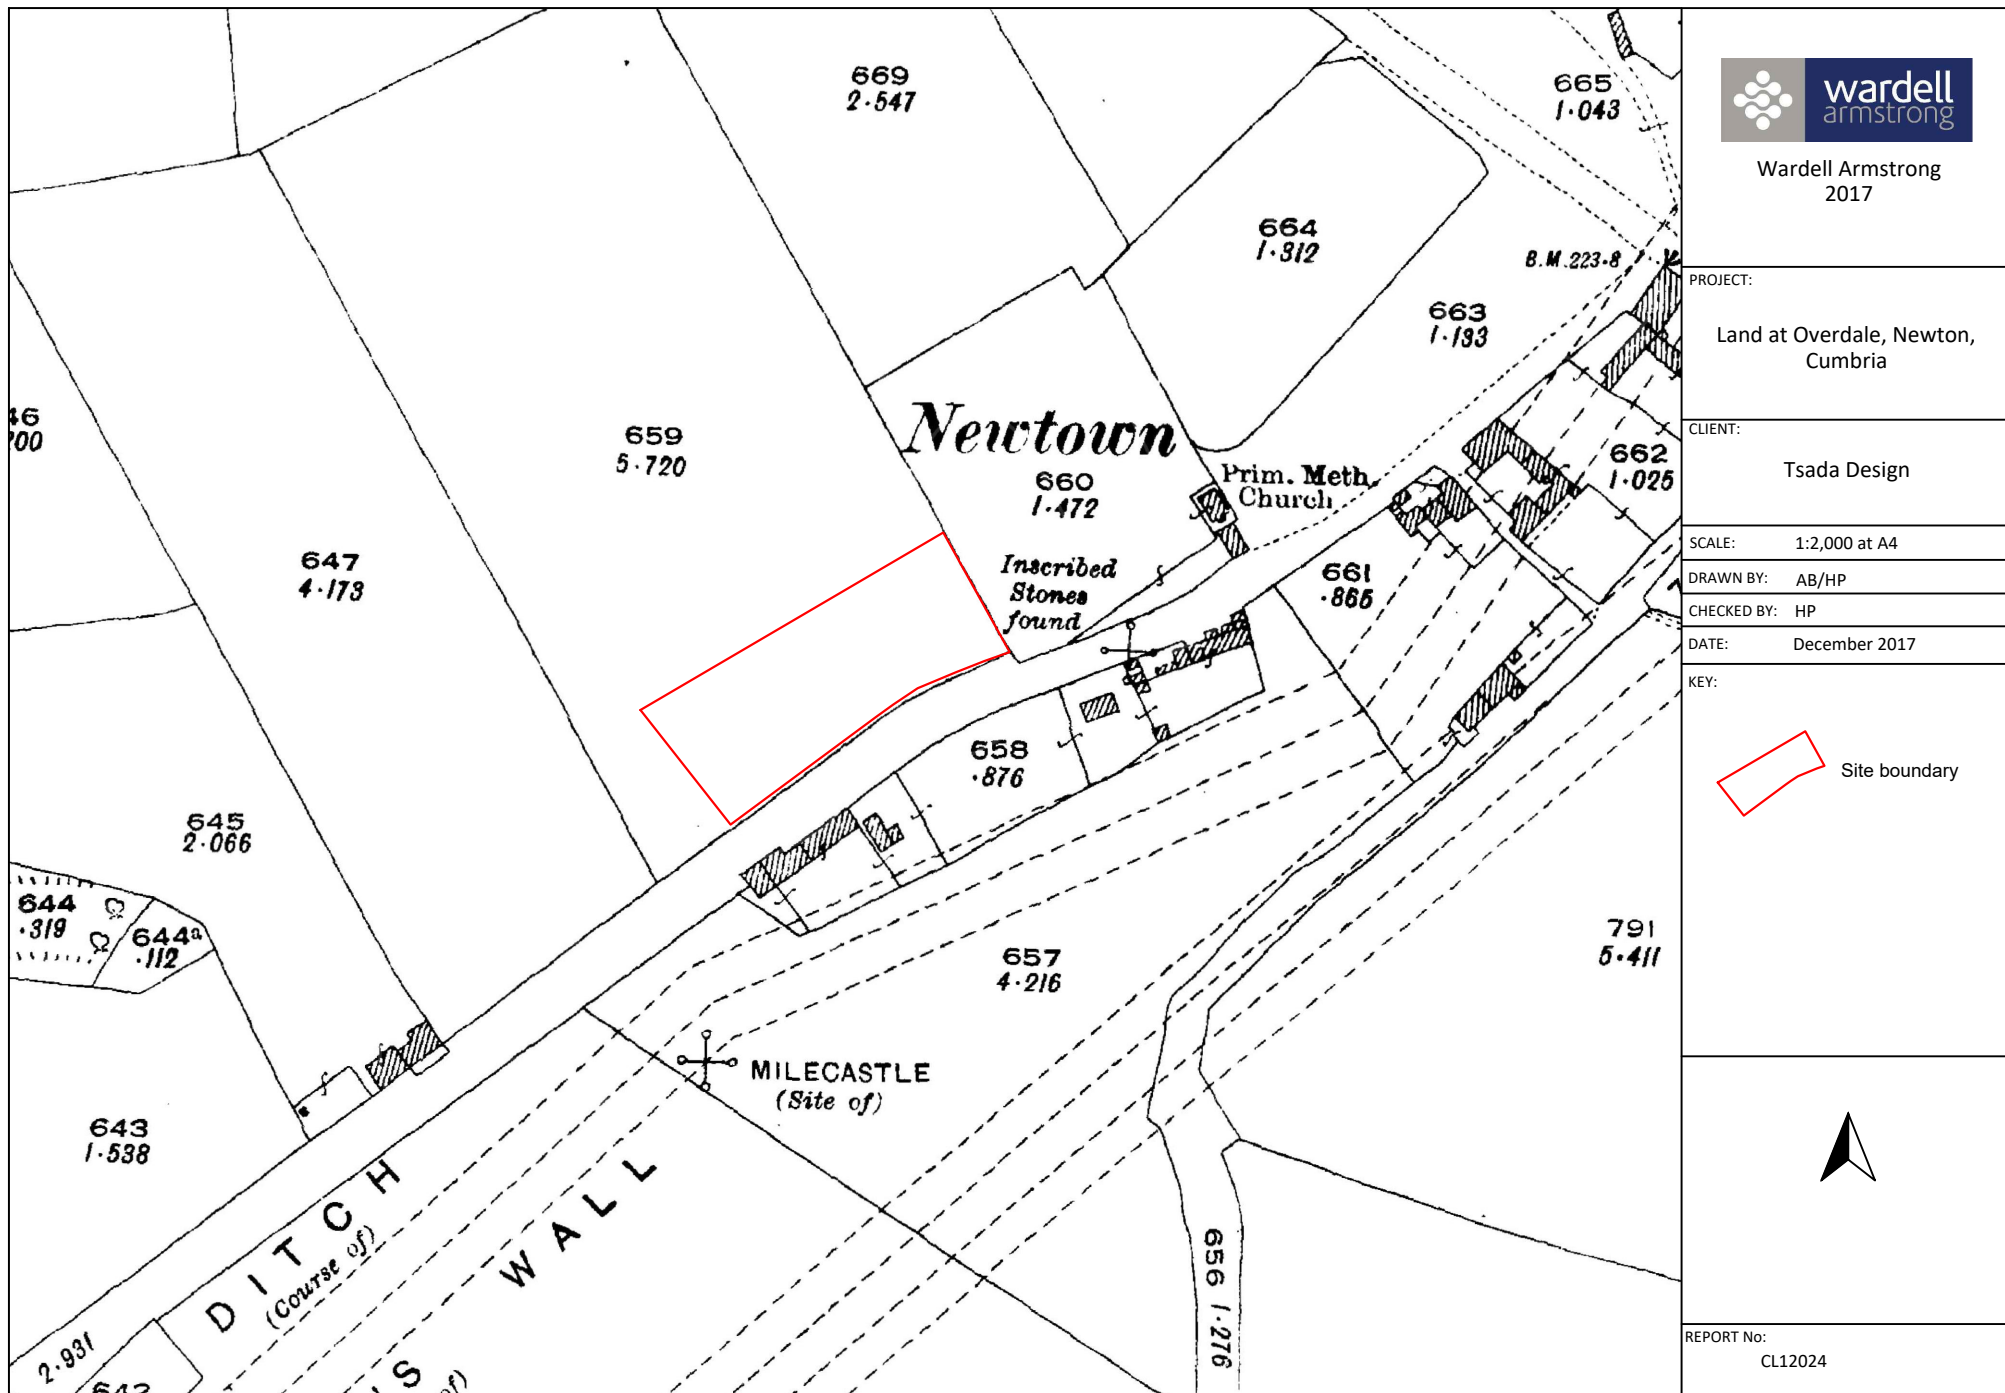 669
2·547
665
1·043
664
1·312
B.M.223·8
663
1·193
659
5·720
Newtown
660
1·472
Prim. Meth.
Church
662
1·025
647
4·173
Inscribed
Stones
found
661
·865
658
·876
645
2·066
644
·319
644a
·112
657
4·216
791
5·411
MILECASTLE
(Site of)
643
1·538
DITCH
(Course of)
WALL
656 1·276
2·931
wardell
armstrong
Wardell Armstrong
2017
PROJECT:
Land at Overdale, Newton,
Cumbria
CLIENT:
Tsada Design
SCALE: 1:2,000 at A4
DRAWN BY: AB/HP
CHECKED BY: HP
DATE: December 2017
KEY:
Site boundary
REPORT No:
CL12024